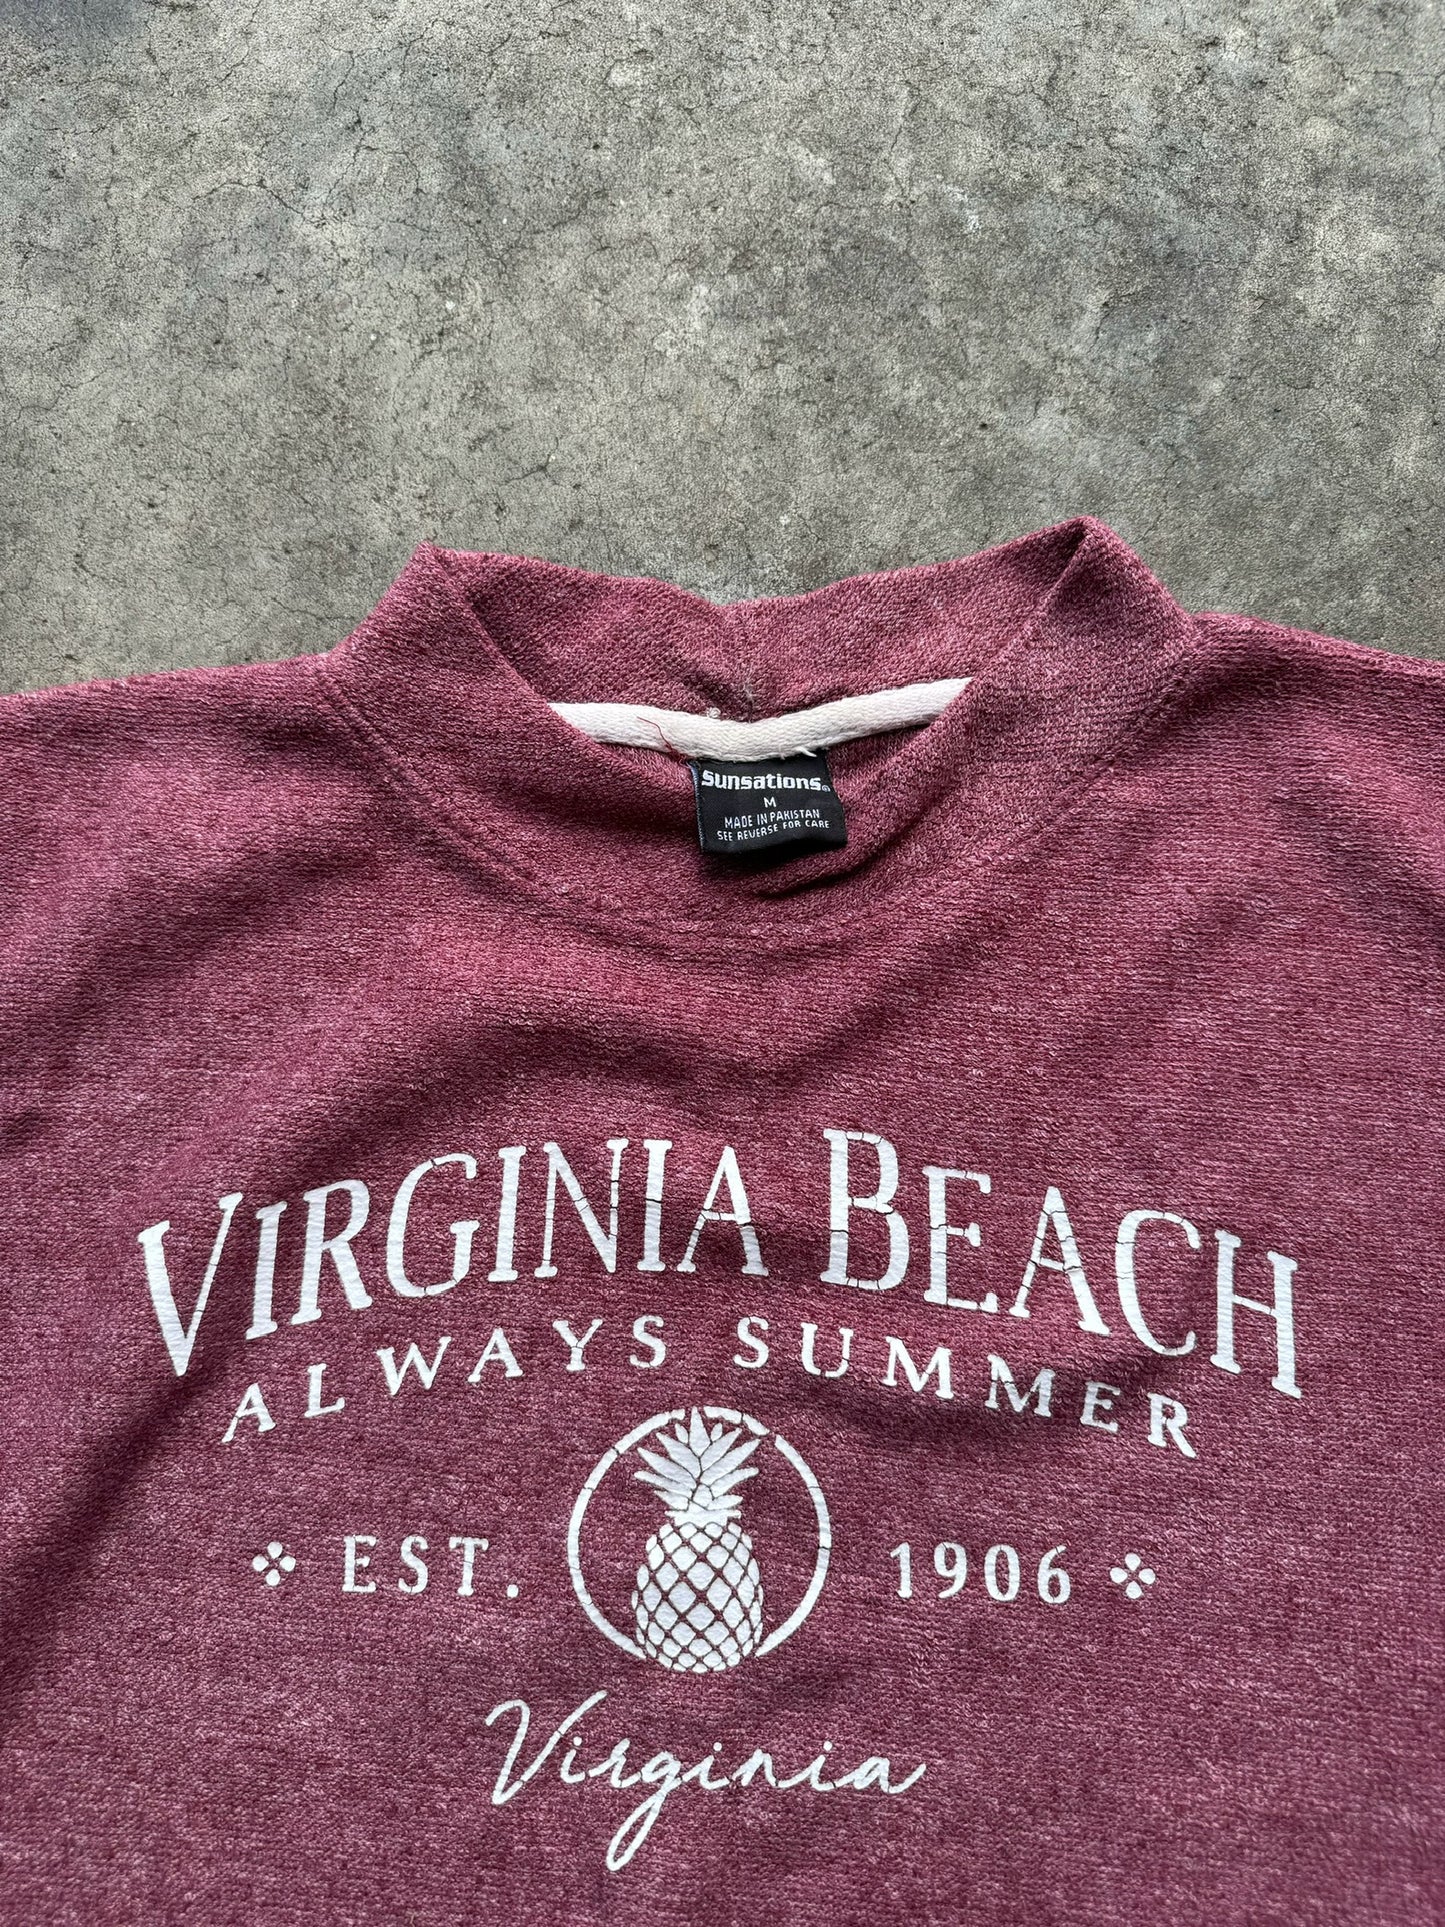 Sunsations®
M
MADE IN PAKISTAN
SEE REVERSE FOR CARE
VIRGINIA BEACH
ALWAYS SUMMER
EST. 1906
Virginia